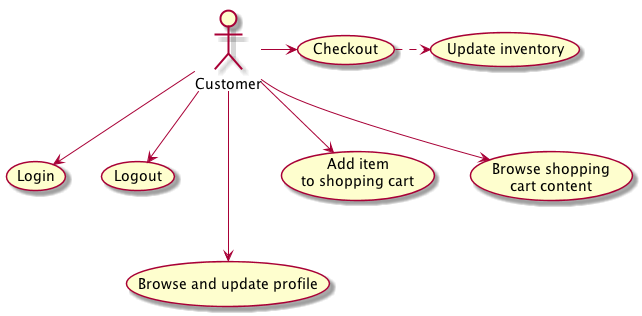 Checkout
Update inventory
Customer
Login
Logout
Add item
to shopping cart
Browse shopping
cart content
Browse and update profile